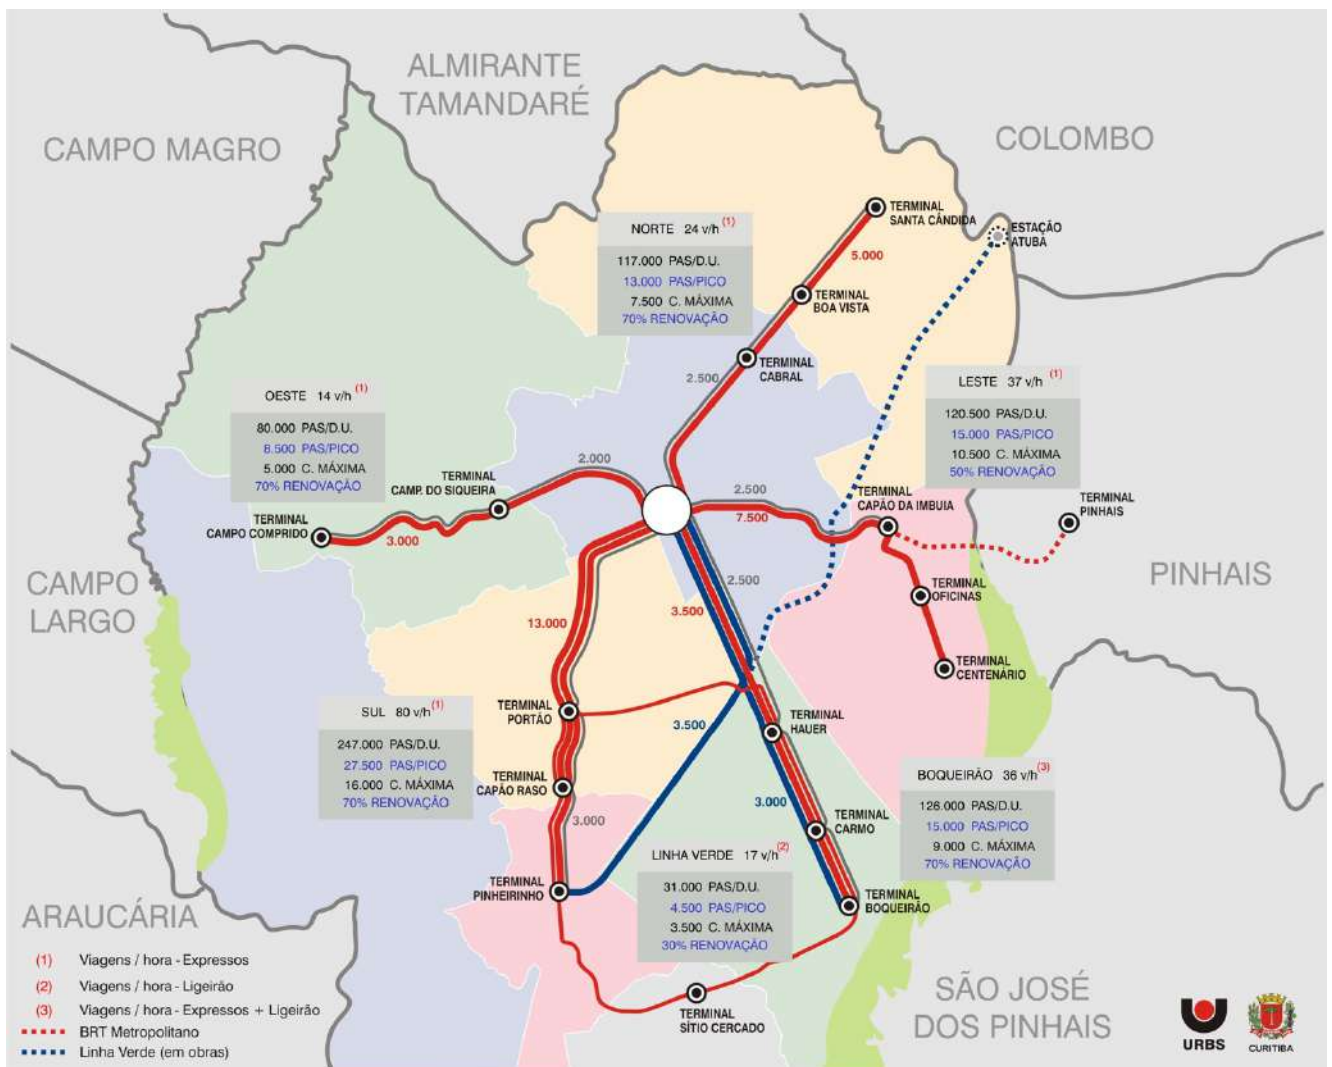 ALMIRANTE
TAMANDARÉ
CAMPO MAGRO
COLOMBO
TERMINAL
SANTA CÂNDIDA
ESTAÇÃO
ATUBA
NORTE 24 v/h (1)
117.000 PAS/D.U.
13.000 PAS/PICO
7.500 C. MÁXIMA
70% RENOVAÇÃO
5.000
TERMINAL
BOA VISTA
TERMINAL
CABRAL
2.500
LESTE 37 v/h (1)
120.500 PAS/D.U.
15.000 PAS/PICO
10.500 C. MÁXIMA
50% RENOVAÇÃO
OESTE 14 v/h (1)
80.000 PAS/D.U.
8.500 PAS/PICO
5.000 C. MÁXIMA
70% RENOVAÇÃO
2.000
TERMINAL
CAMP. DO SIQUEIRA
TERMINAL
CAMPO COMPRIDO
3.000
2.500
7.500
TERMINAL
CAPÃO DA IMBUIA
TERMINAL
PINHAIS
CAMPO
LARGO
PINHAIS
2.500
3.500
13.000
TERMINAL
OFICINAS
TERMINAL
CENTENÁRIO
SUL 80 v/h (1)
247.000 PAS/D.U.
27.500 PAS/PICO
16.000 C. MÁXIMA
70% RENOVAÇÃO
TERMINAL
PORTÃO
3.500
TERMINAL
HAUER
TERMINAL
CAPÃO RASO
3.000
3.000
TERMINAL
CARMO
BOQUEIRÃO 36 v/h (3)
126.000 PAS/D.U.
15.000 PAS/PICO
9.000 C. MÁXIMA
70% RENOVAÇÃO
LINHA VERDE 17 v/h (2)
31.000 PAS/D.U.
4.500 PAS/PICO
3.500 C. MÁXIMA
30% RENOVAÇÃO
TERMINAL
PINHEIRINHO
TERMINAL
BOQUEIRÃO
ARAUCÁRIA
TERMINAL
SÍTIO CERCADO
SÃO JOSÉ
DOS PINHAIS
(1) Viagens / hora - Expressos
(2) Viagens / hora - Ligeirão
(3) Viagens / hora - Expressos + Ligeirão
BRT Metropolitano
Linha Verde (em obras)
URBS
CURITIBA